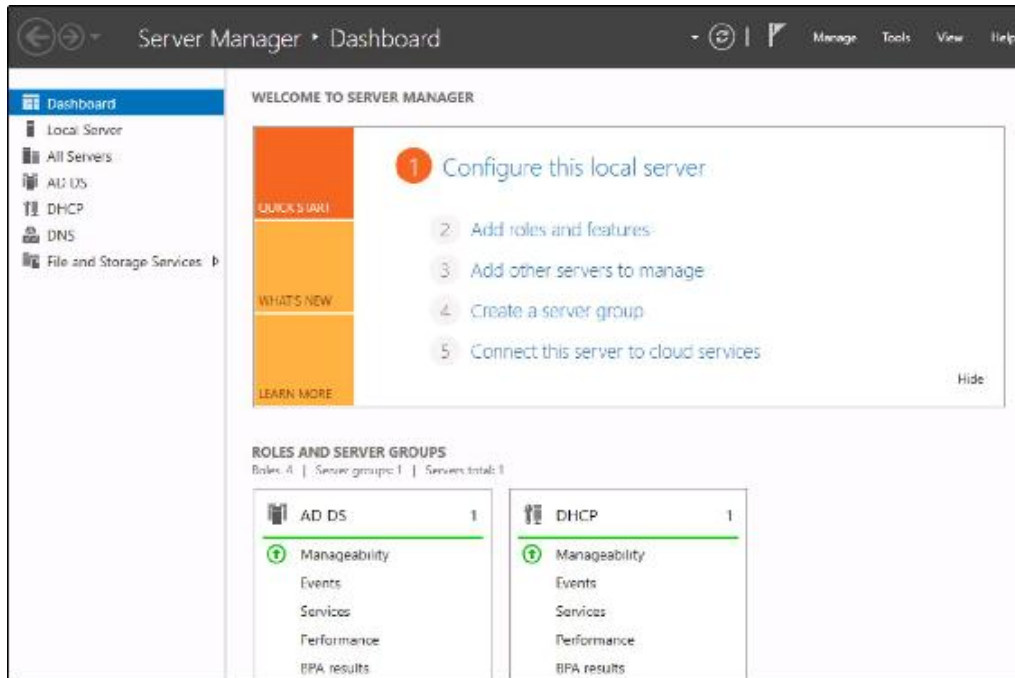 Server Manager • Dashboard
Manage Tools View Help
Dashboard
Local Server
All Servers
AD DS
DHCP
DNS
File and Storage Services
WELCOME TO SERVER MANAGER
QUICK START
WHAT'S NEW
LEARN MORE
1 Configure this local server
2 Add roles and features
3 Add other servers to manage
4 Create a server group
5 Connect this server to cloud services
Hide
ROLES AND SERVER GROUPS
Roles: 4 | Server groups: 1 | Servers total: 1
AD DS 1
Manageability
Events
Services
Performance
BPA results
DHCP 1
Manageability
Events
Services
Performance
BPA results